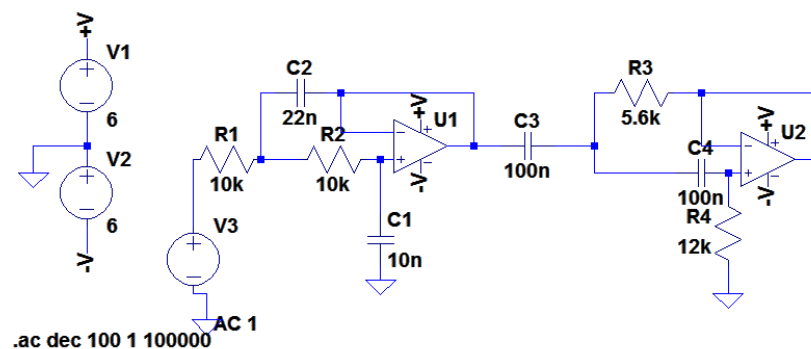 +V
V1
6
V2
6
-V
R1
10k
V3
AC 1
C2
22n
R2
10k
+V
U1
-V
C1
10n
C3
100n
R3
5.6k
+V
U2
C4
100n
-V
R4
12k
.ac dec 100 1 100000